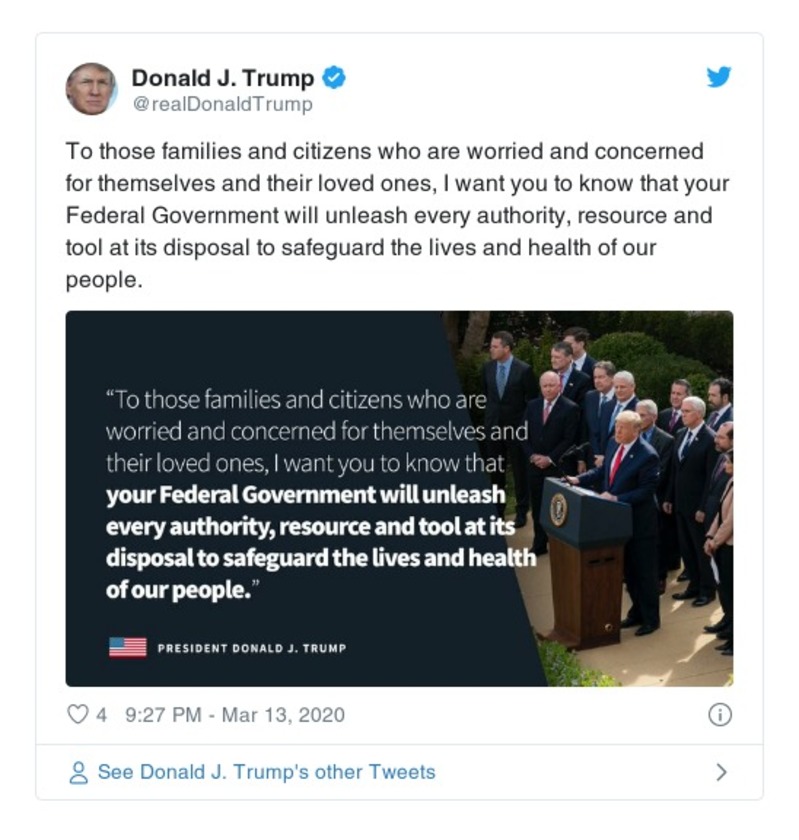 Donald J. Trump
@realDonaldTrump
To those families and citizens who are worried and concerned
for themselves and their loved ones, I want you to know that your
Federal Government will unleash every authority, resource and
tool at its disposal to safeguard the lives and health of our
people.
“To those families and citizens who are
worried and concerned for themselves and
their loved ones, I want you to know that
your Federal Government will unleash
every authority, resource and tool at its
disposal to safeguard the lives and health
of our people.”
PRESIDENT DONALD J. TRUMP
4 9:27 PM - Mar 13, 2020
See Donald J. Trump's other Tweets